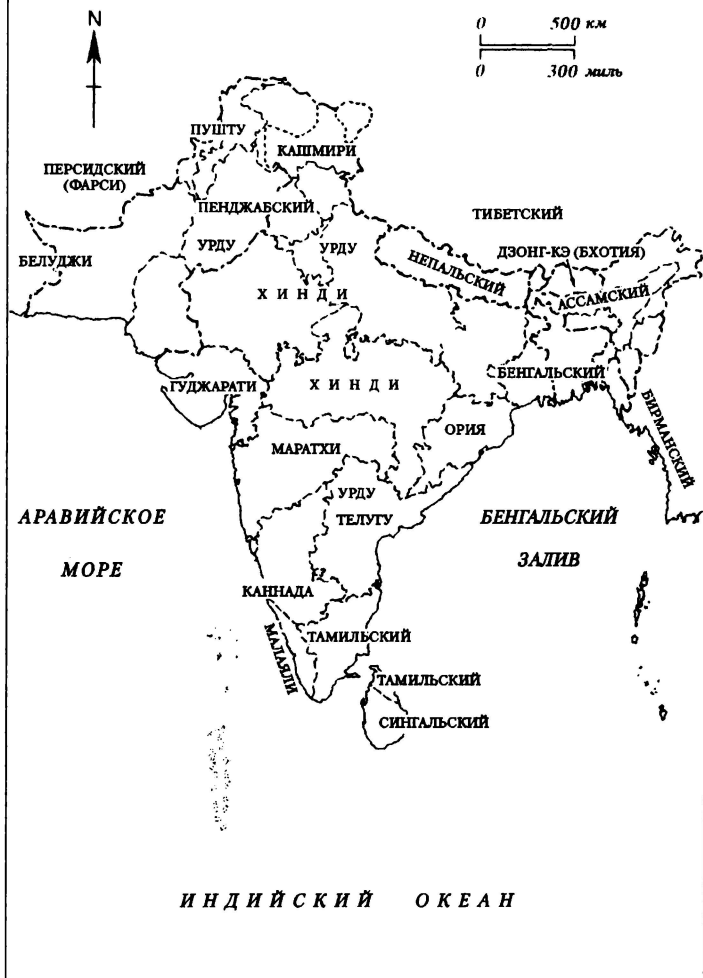 N
0 500 км
0 300 миль
ПУШТУ
КАШМИРИ
ПЕРСИДСКИЙ
(ФАРСИ)
ПЕНДЖАБСКИЙ
ТИБЕТСКИЙ
УРДУ
УРДУ
ДЗОНГ-КЭ (БХОТИЯ)
БЕЛУДЖИ
НЕПАЛЬСКИЙ
ХИНДИ
АССАМСКИЙ
ГУДЖАРАТИ
ХИНДИ
БЕНГАЛЬСКИЙ
БИРМАНСКИЙ
ОРИЯ
МАРАТХИ
УРДУ
ТЕЛУГУ
АРАВИЙСКОЕ
МОРЕ
БЕНГАЛЬСКИЙ
ЗАЛИВ
КАННАДА
МАЛАЯЛИ
ТАМИЛЬСКИЙ
ТАМИЛЬСКИЙ
СИНГАЛЬСКИЙ
ИНДИЙСКИЙ ОКЕАН